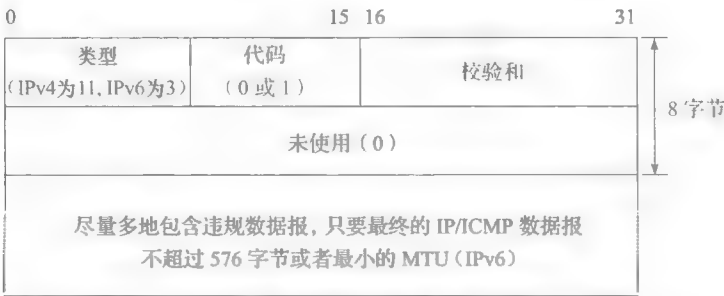 0 15 16 31
类型 代码 校验和
(IPv4为11,IPv6为3) (0或1)
8字节
未使用(0)
尽量多地包含违规数据报,只要最终的IP/ICMP数据报
不超过576字节或者最小的MTU(IPv6)